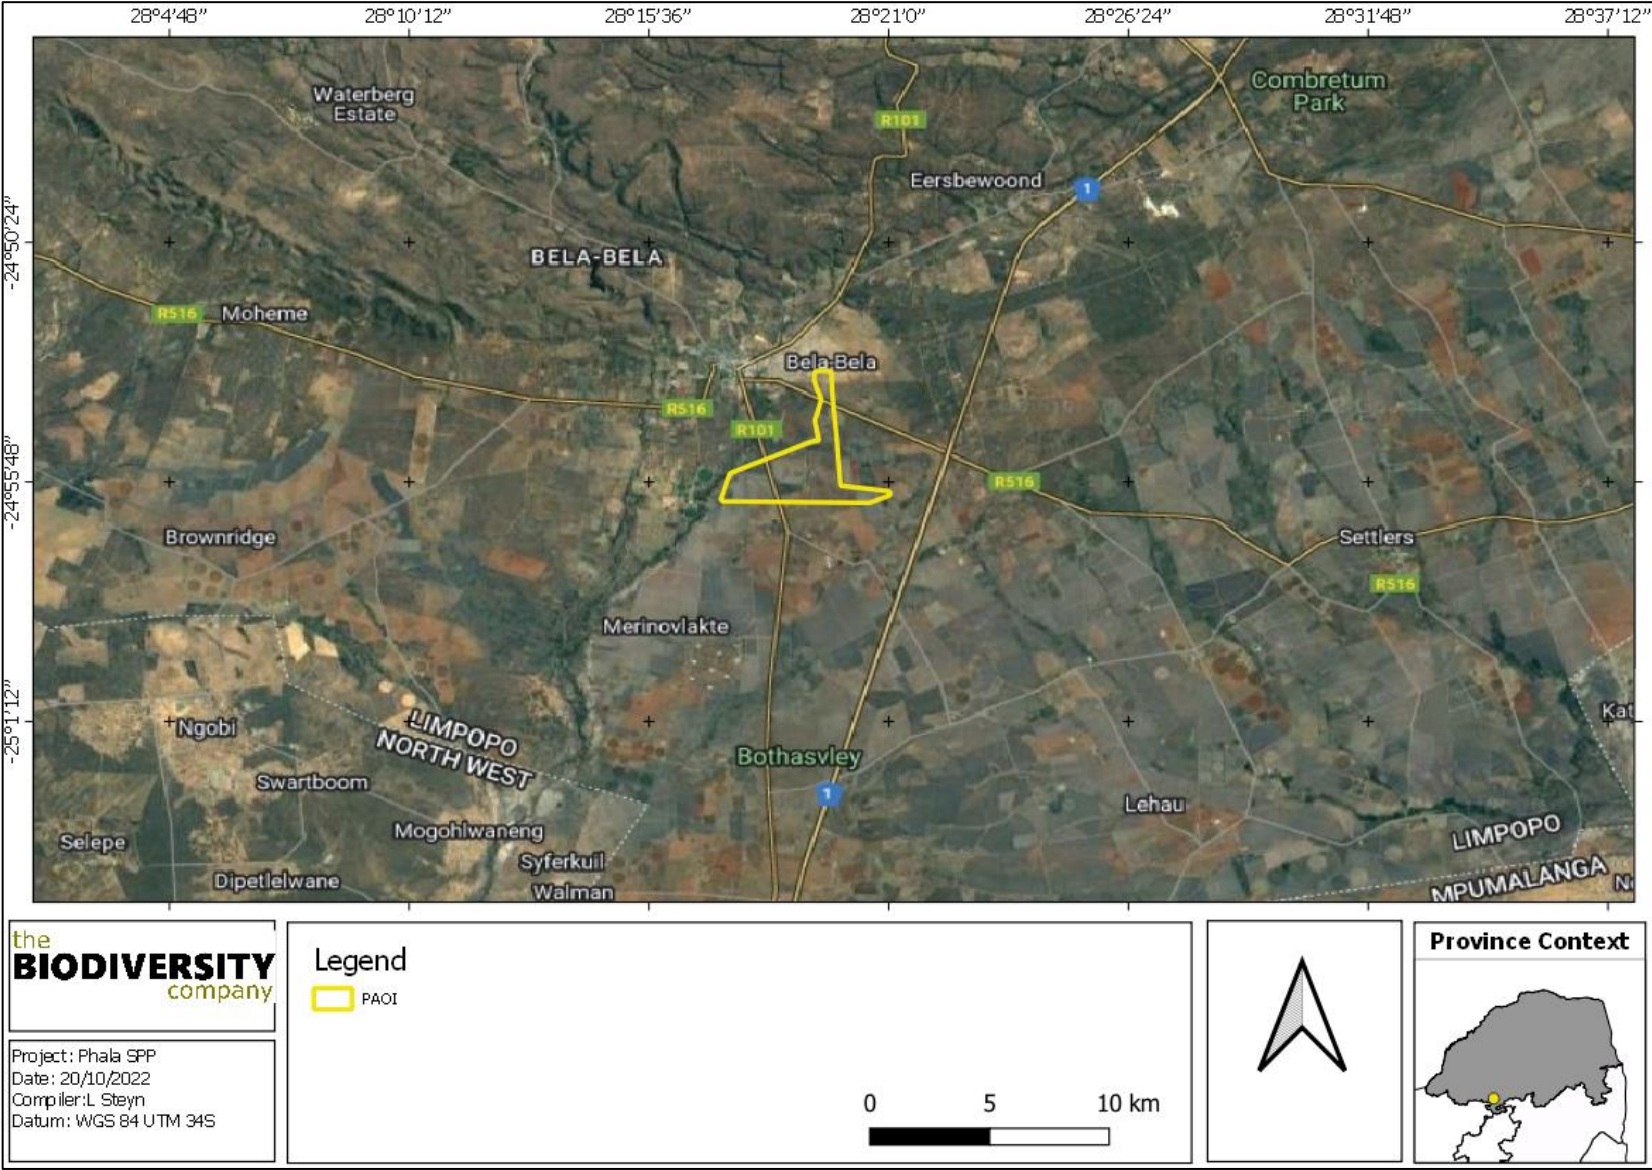 28°4'48” 28°10'12” 28°15'36” 28°21'0” 28°26'24” 28°31'48” 28°37'12”
Combretum
Park
Waterberg
Estate
R101
Eersbewoond
1
-24°50'24”
BELA-BELA
R516
Moheme
Bela-Bela
R516
R101
-24°55'48”
R516
Brownridge
Settlers
R516
Merinovlakte
-25°1'12”
Ngobi
LIMPOPO
NORTH WEST
Kat
Bothasvley
Swartboom
1
Lehau
Mogohlwaneng
LIMPOPO
Selepe
Syferkuil
MPUMALANGA
Dipetlelwane
Walman
the
BIODIVERSITY
company
Project: Phala SPP
Date: 20/10/2022
Compiler:L Steyn
Datum: WGS 84 UTM 34S
Legend
PAOI
0 5 10 km
Province Context